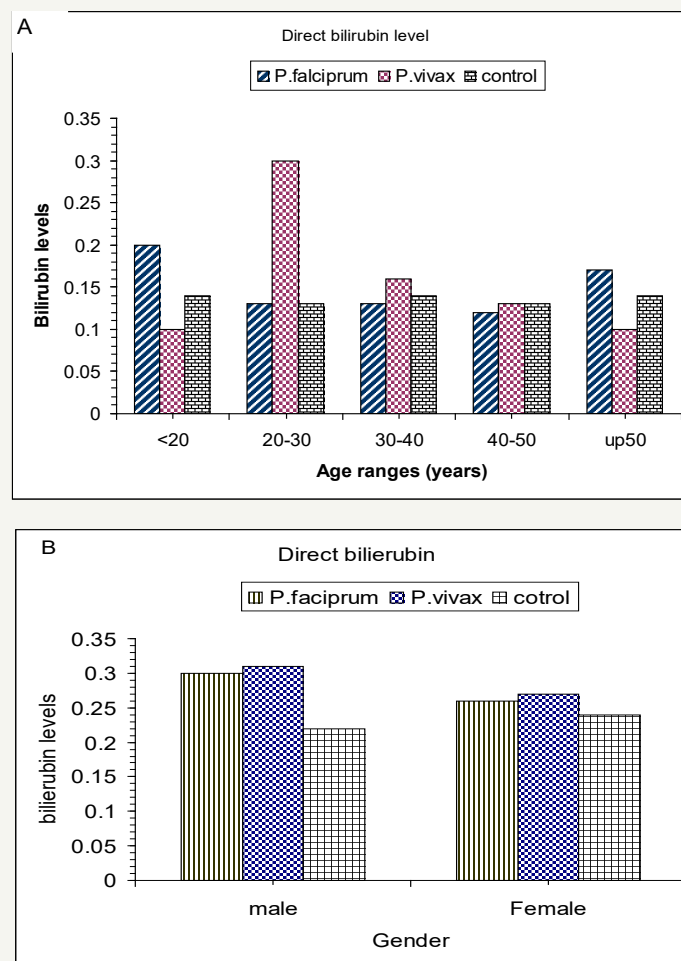 A
Direct bilirubin level
P.falciprum P.vivax control
0.35
0.3
0.25
0.2
0.15
0.1
0.05
0
Bilirubin levels
<20 20-30 30-40 40-50 up50
Age ranges (years)
B
Direct bilierubin
P.faciprum P.vivax cotrol
0.35
0.3
0.25
0.2
0.15
0.1
0.05
0
bilierubin levels
male Female
Gender